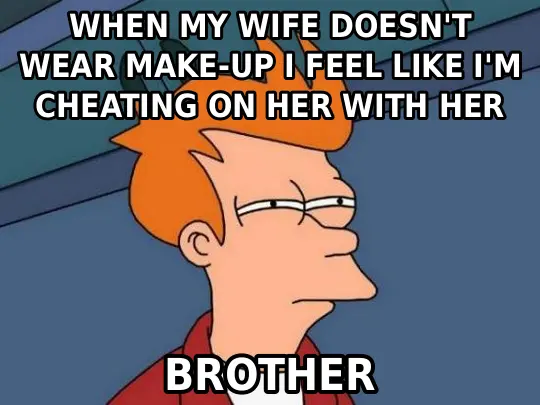 WHEN MY WIFE DOESN'T
WEAR MAKE-UP I FEEL LIKE I'M
CHEATING ON HER WITH HER
BROTHER